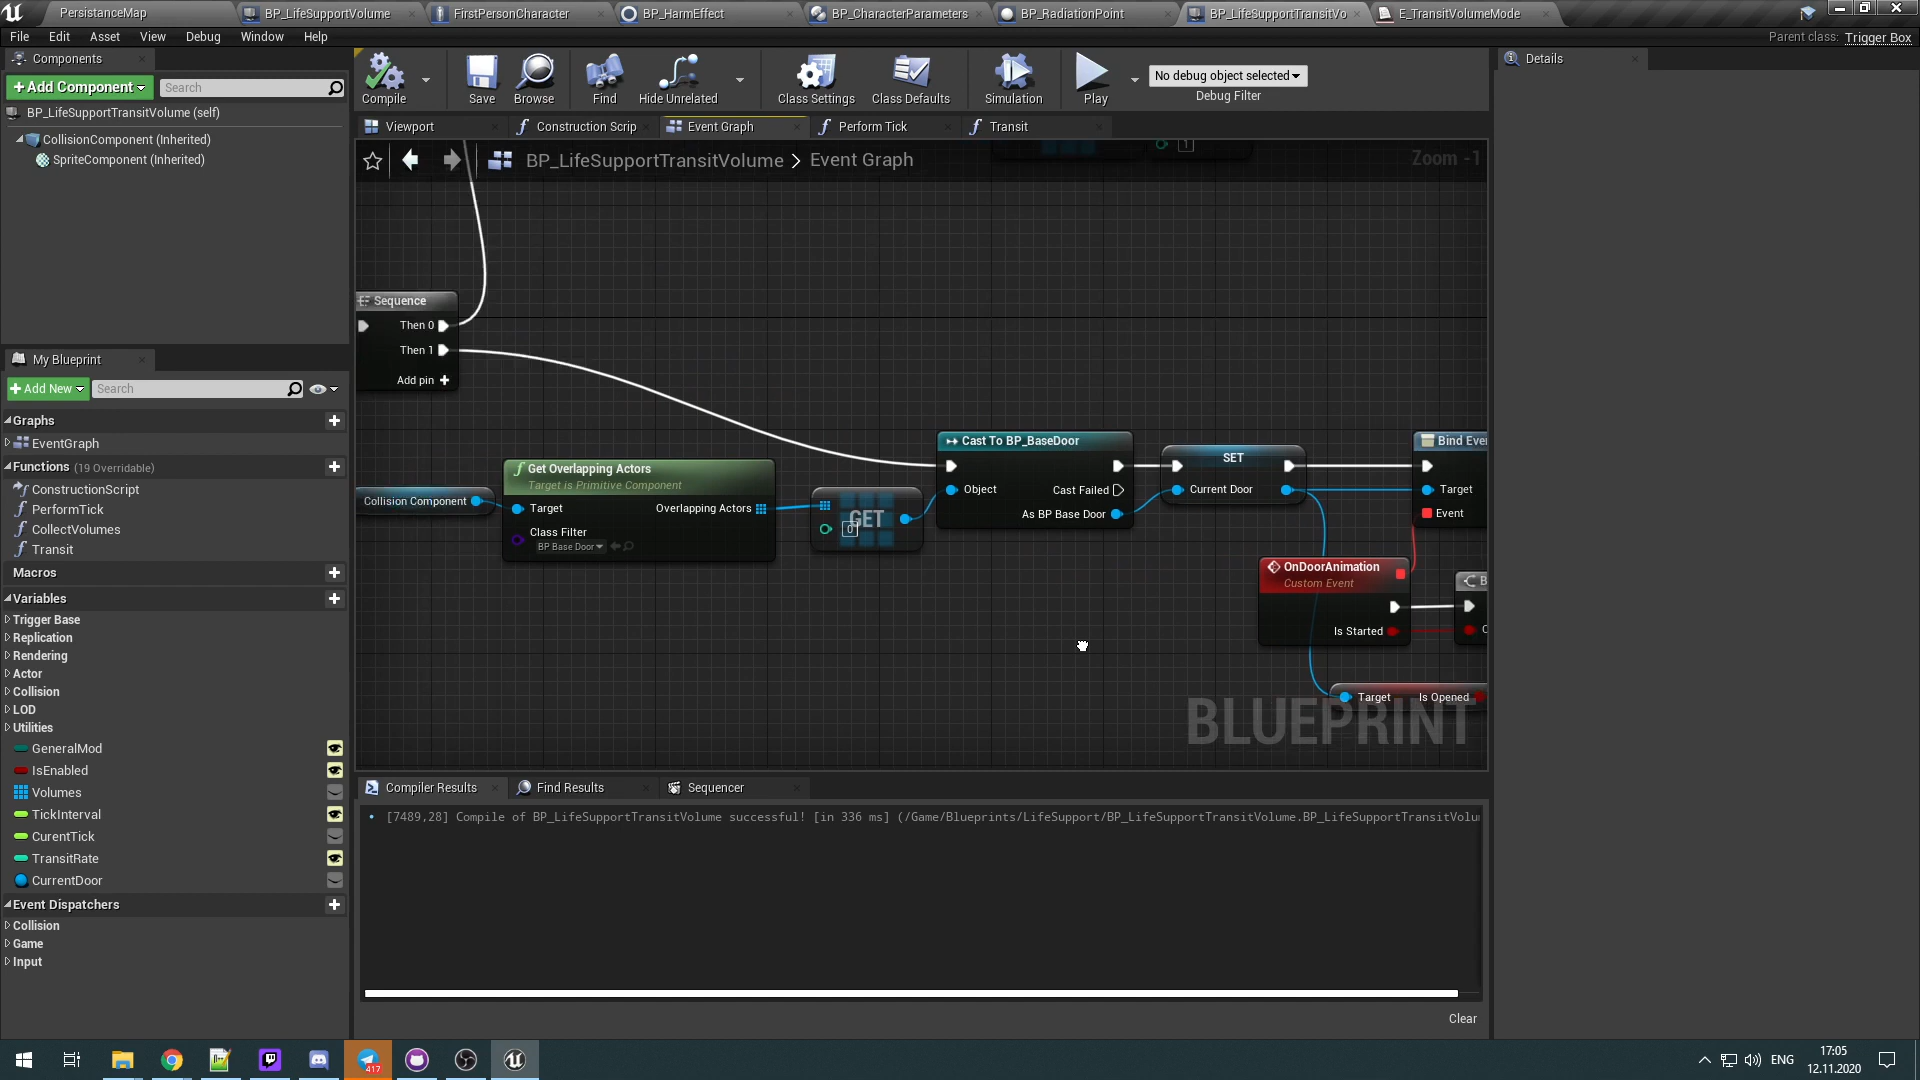 PersistanceMap
BP_LifeSupportVolume
FirstPersonCharacter
BP_HarmEffect
BP_CharacterParameters
BP_RadiationPoint
BP_LifeSupportTransitVo
E_TransitVolumeMode
File
Edit
Asset
View
Debug
Window
Help
Parent class: Trigger Box
Components
+ Add Component
Search
BP_LifeSupportTransitVolume (self)
CollisionComponent (Inherited)
SpriteComponent (Inherited)
Compile
Save
Browse
Find
Hide Unrelated
Class Settings
Class Defaults
Simulation
Play
No debug object selected
Debug Filter
Details
Viewport
Construction Scrip
Event Graph
Perform Tick
Transit
BP_LifeSupportTransitVolume > Event Graph
Zoom -1
1
Sequence
Then 0
Then 1
Add pin +
Collision Component
Get Overlapping Actors
Target is Primitive Component
Target
Overlapping Actors
Class Filter
BP Base Door
GET
0
Cast To BP_BaseDoor
Object
Cast Failed
As BP Base Door
SET
Current Door
Bind Eve
Target
Event
OnDoorAnimation
Custom Event
Is Started
B
C
Target
Is Opened
BLUEPRINT
My Blueprint
+ Add New
Search
Graphs
EventGraph
Functions (19 Overridable)
ConstructionScript
PerformTick
CollectVolumes
Transit
Macros
Variables
Trigger Base
Replication
Rendering
Actor
Collision
LOD
Utilities
GeneralMod
IsEnabled
Volumes
TickInterval
CurentTick
TransitRate
CurrentDoor
Event Dispatchers
Collision
Game
Input
Compiler Results
Find Results
Sequencer
[7489,28] Compile of BP_LifeSupportTransitVolume successful! [in 336 ms] (/Game/Blueprints/LifeSupport/BP_LifeSupportTransitVolume.BP_LifeSupportTransitVolu
Clear
417
ENG
17:05
12.11.2020